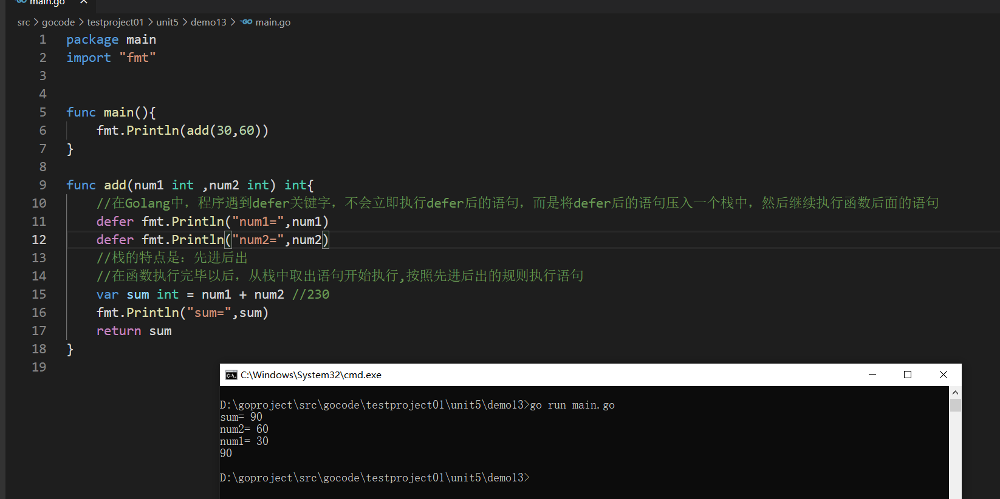 main.go
src > gocode > testproject01 > unit5 > demo13 > GO main.go
1 package main
2 import "fmt"
3
4
5 func main(){
6 fmt.Println(add(30,60))
7 }
8
9 func add(num1 int ,num2 int) int{
10 //在Golang中，程序遇到defer关键字，不会立即执行defer后的语句，而是将defer后的语句压入一个栈中，然后继续执行函数后面的语句
11 defer fmt.Println("num1=",num1)
12 defer fmt.Println("num2=",num2)
13 //栈的特点是：先进后出
14 //在函数执行完毕以后，从栈中取出语句开始执行,按照先进后出的规则执行语句
15 var sum int = num1 + num2 //230
16 fmt.Println("sum=",sum)
17 return sum
18 }
19
C:\Windows\System32\cmd.exe
D:\goproject\src\gocode\testproject01\unit5\demo13>go run main.go
sum= 90
num2= 60
num1= 30
90
D:\goproject\src\gocode\testproject01\unit5\demo13>